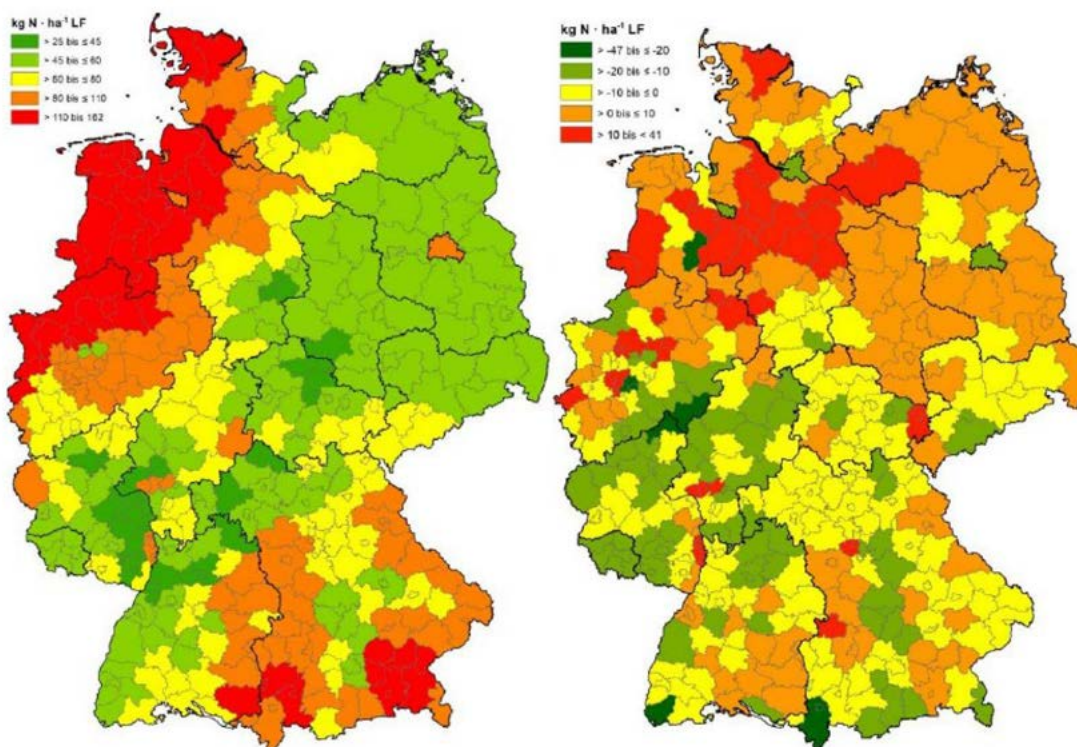 kg N · ha⁻¹ LF
> 25 bis ≤ 45
> 45 bis ≤ 60
> 60 bis ≤ 80
> 80 bis ≤ 110
> 110 bis 162
kg N · ha⁻¹ LF
> -47 bis ≤ -20
> -20 bis ≤ -10
> -10 bis ≤ 0
> 0 bis ≤ 10
> 10 bis < 41